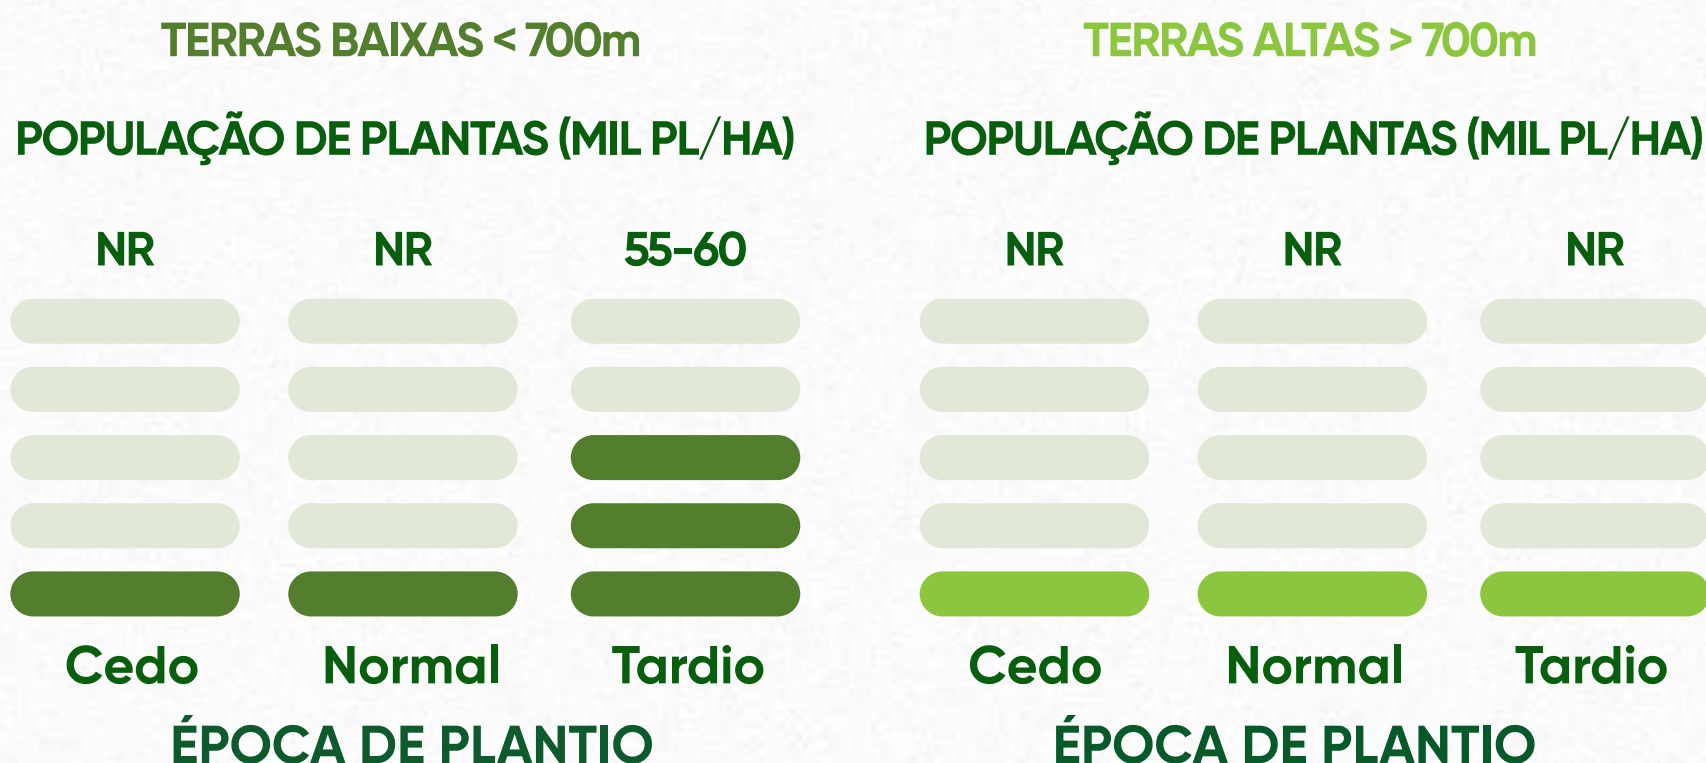 TERRAS BAIXAS < 700m
POPULAÇÃO DE PLANTAS (MIL PL/HA)
NR NR 55-60
Cedo Normal Tardio
ÉPOCA DE PLANTIO
TERRAS ALTAS > 700m
POPULAÇÃO DE PLANTAS (MIL PL/HA)
NR NR NR
Cedo Normal Tardio
ÉPOCA DE PLANTIO